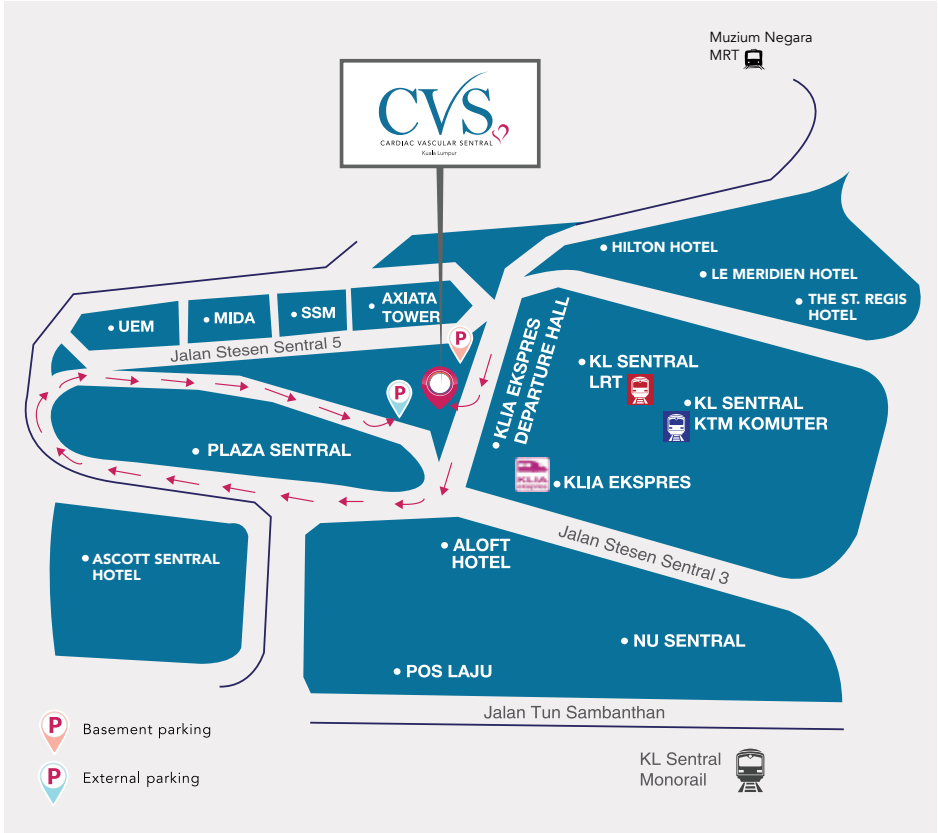 Muzium Negara
MRT
CVS
CARDIAC VASCULAR SENTRAL
Kuala Lumpur
HILTON HOTEL
LE MERIDIEN HOTEL
THE ST. REGIS
HOTEL
UEM
MIDA
SSM
AXIATA
TOWER
Jalan Stesen Sentral 5
P
P
KLIA EKSPRES
DEPARTURE HALL
KL SENTRAL
LRT
KL SENTRAL
KTM KOMUTER
PLAZA SENTRAL
KLIA
ekspres
KLIA EKSPRES
ASCOTT SENTRAL
HOTEL
ALOFT
HOTEL
Jalan Stesen Sentral 3
NU SENTRAL
POS LAJU
Jalan Tun Sambanthan
P
Basement parking
P
External parking
KL Sentral
Monorail